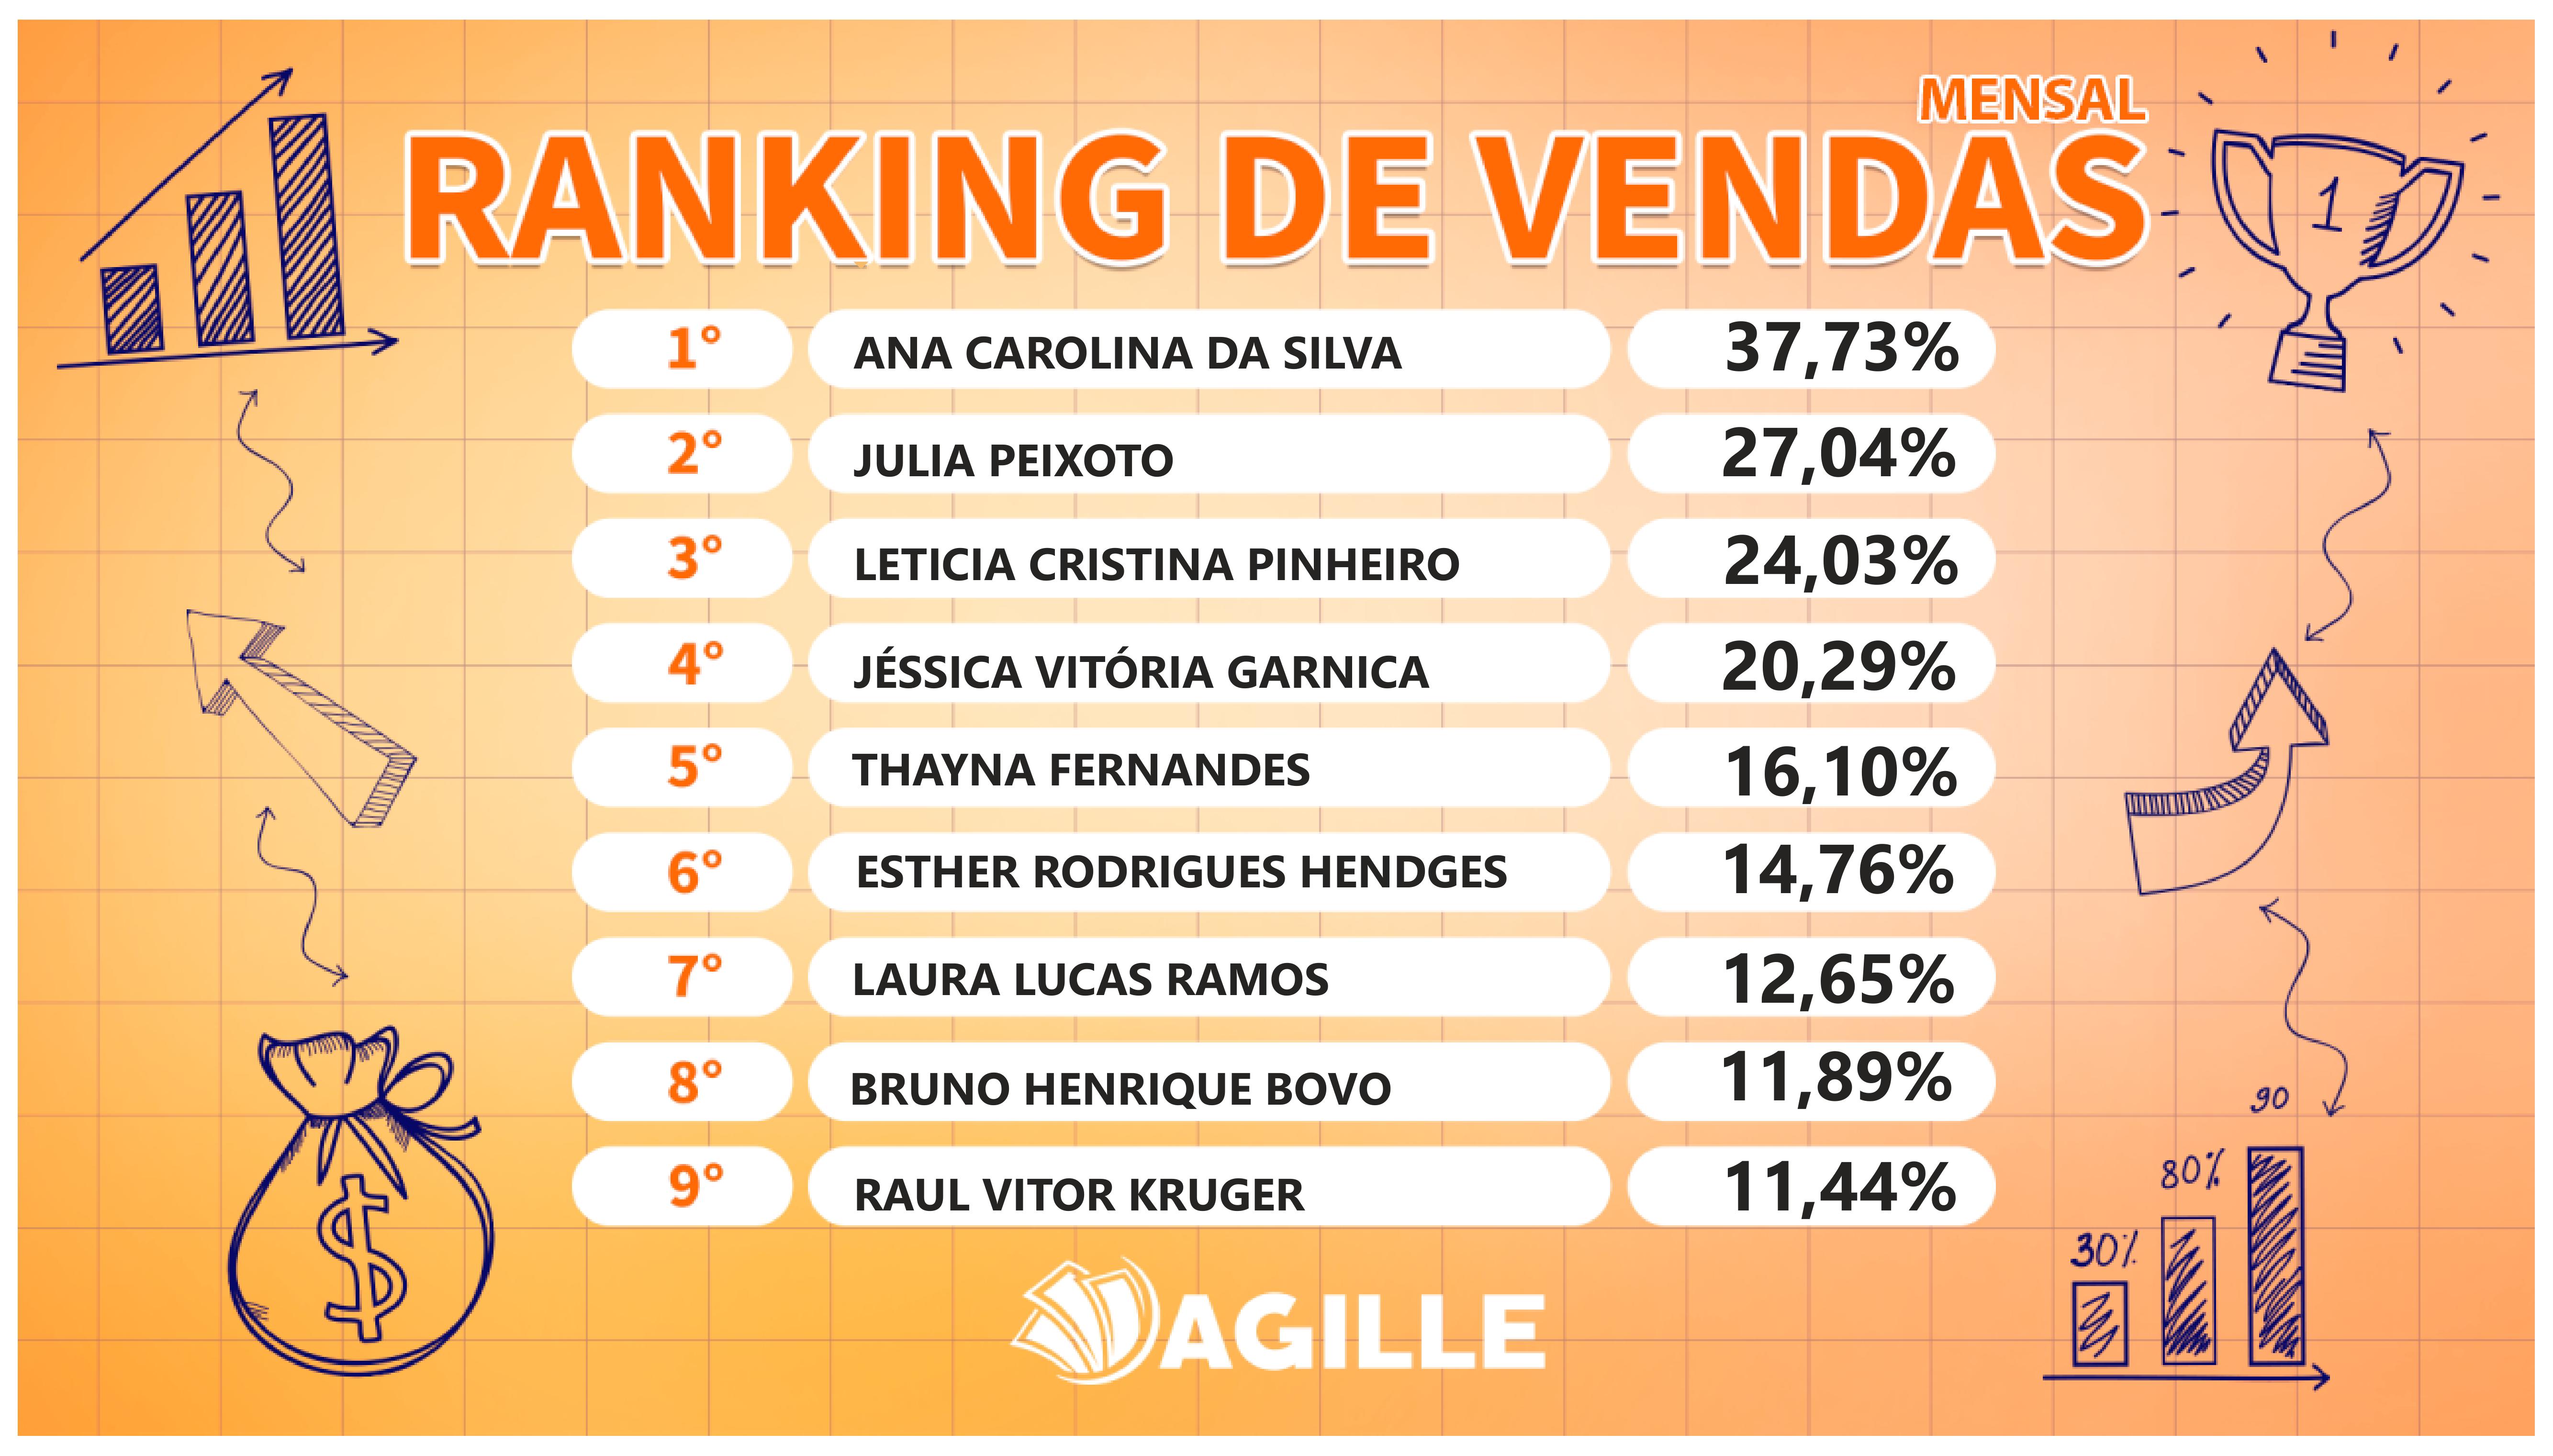 MENSAL
RANKING DE VENDAS
1
1° ANA CAROLINA DA SILVA 37,73%
2° JULIA PEIXOTO 27,04%
3° LETICIA CRISTINA PINHEIRO 24,03%
4° JÉSSICA VITÓRIA GARNICA 20,29%
5° THAYNA FERNANDES 16,10%
6° ESTHER RODRIGUES HENDGES 14,76%
7° LAURA LUCAS RAMOS 12,65%
8° BRUNO HENRIQUE BOVO 11,89%
9° RAUL VITOR KRUGER 11,44%
$
30% 80% 90
AGILLE